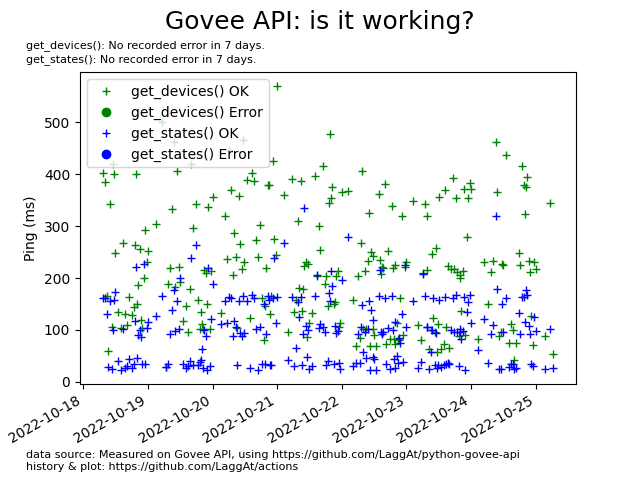 Govee API: is it working?
get_devices(): No recorded error in 7 days.
get_states(): No recorded error in 7 days.
get_devices() OK
get_devices() Error
get_states() OK
get_states() Error
Ping (ms)
500
400
300
200
100
0
2022-10-18
2022-10-19
2022-10-20
2022-10-21
2022-10-22
2022-10-23
2022-10-24
2022-10-25
data source: Measured on Govee API, using https://github.com/LaggAt/python-govee-api
history & plot: https://github.com/LaggAt/actions